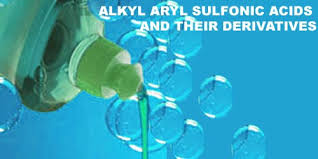 ALKYL ARYL SULFONIC ACIDS
AND THEIR DERIVATIVES